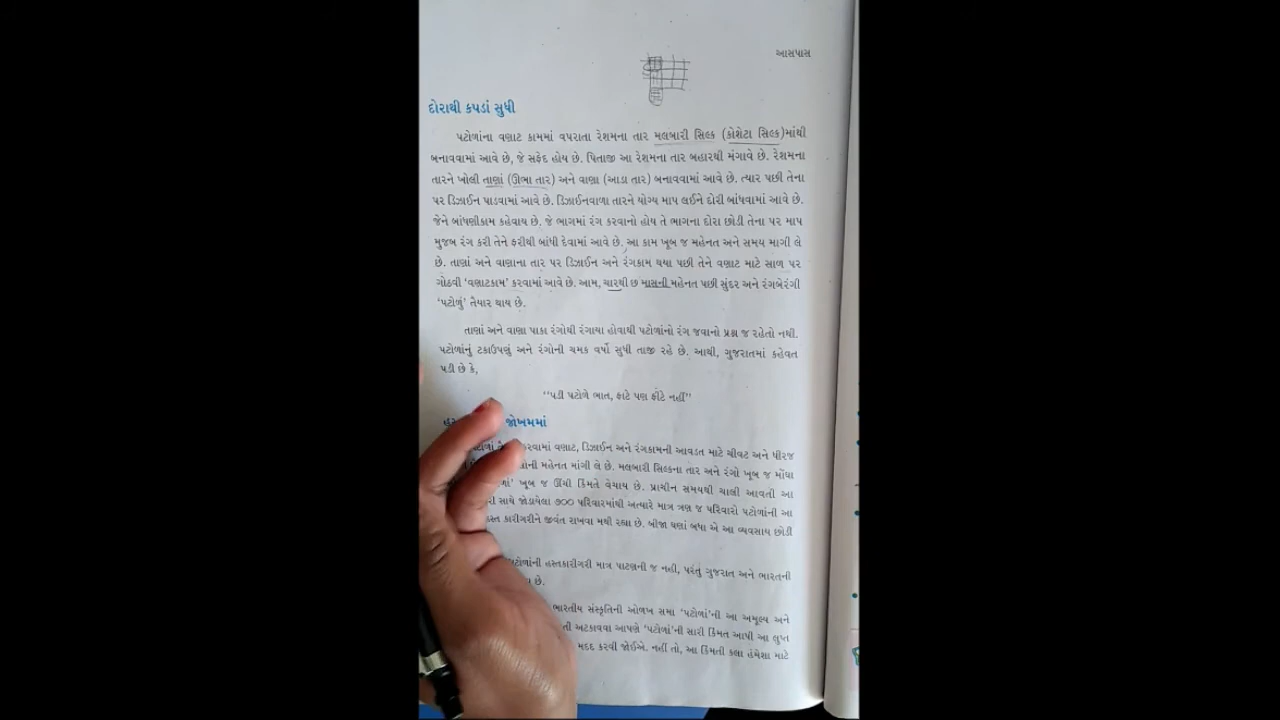 આસપાસ
દોરાથી કપડાં સુધી
પટોળાંના વણાટ કામમાં વપરાતા રેશમના તાર મલબારી સિલ્ક (કોશેટા સિલ્ક)માંથી
બનાવવામાં આવે છે, જે સફેદ હોય છે. પિતાજી આ રેશમના તાર બહારથી મંગાવે છે. રેશમના
તારને ખોલી તાણાં (ઊભા તાર) અને વાણા (આડા તાર) બનાવવામાં આવે છે. ત્યાર પછી તેના
પર ડિઝાઈન પાડવામાં આવે છે. ડિઝાઈનવાળા તારને યોગ્ય માપ લઈને દોરી બાંધવામાં આવે છે.
જેને બાંધણીકામ કહેવાય છે. જે ભાગમાં રંગ કરવાનો હોય તે ભાગના દોરા છોડી તેના પર માપ
મુજબ રંગ કરી તેને ફરીથી બાંધી દેવામાં આવે છે. આ કામ ખૂબ જ મહેનત અને સમય માગી લે
છે. તાણાં અને વાણાના તાર પર ડિઝાઈન અને રંગકામ થયા પછી તેને વણાટ માટે સાળ પર
ગોઠવી ‘વણાટકામ’ કરવામાં આવે છે. આમ, ચારથી છ માસની મહેનત પછી સુંદર અને રંગબેરંગી
‘પટોળું’ તૈયાર થાય છે.
તાણાં અને વાણા પાકા રંગોથી રંગાયા હોવાથી પટોળાંનો રંગ જવાનો પ્રશ્ન જ રહેતો નથી.
પટોળાંનું ટકાઉપણું અને રંગોની ચમક વર્ષો સુધી તાજી રહે છે. આથી, ગુજરાતમાં કહેવત
પડી છે કે,
‘‘પડી પટોળે ભાત, ફાટે પણ ફીટે નહીં’’
જોખમમાં
કરવામાં વણાટ, ડિઝાઈન અને રંગકામની આવડત માટે ચીવટ અને ધીરજ
મહેનત માંગી લે છે. મલબારી સિલ્કના તાર અને રંગો ખૂબ જ મોંઘા
ખૂબ જ ઊંચી કિંમતે વેચાય છે. પ્રાચીન સમયથી ચાલી આવતી આ
સાથે જોડાયેલા ૭૦૦ પરિવારમાંથી અત્યારે માત્ર ત્રણ જ પરિવારો પટોળાંની આ
કારીગરીને જીવંત રાખવા મથી રહ્યા છે. બીજા ઘણાં બધા એ આ વ્યવસાય છોડી
પટોળાંની હસ્તકારીગરી માત્ર પાટણની જ નહીં, પરંતુ ગુજરાત અને ભારતની
છે.
ભારતીય સંસ્કૃતિની ઓળખ સમા ‘પટોળાં’ની આ અમૂલ્ય અને
અટકાવવા આપણે ‘પટોળાં’ની સારી કિંમત આપી આ લુપ્ત
મદદ કરવી જોઈએ. નહીં તો, આ કિંમતી કલા હંમેશા માટે